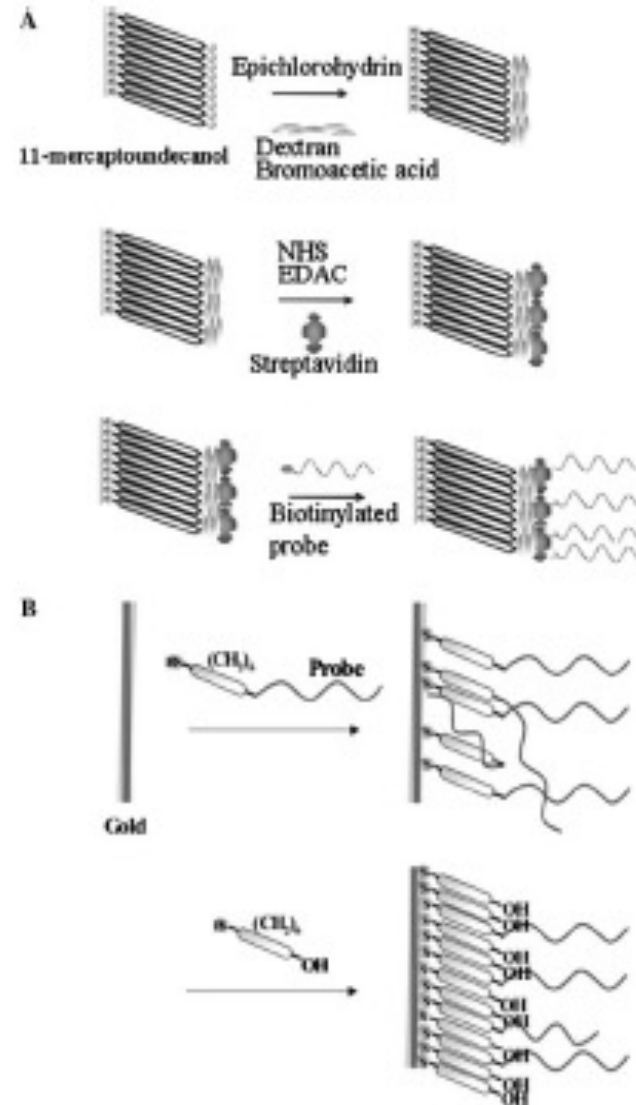 A
Epichlorohydrin
11-mercaptoundecanol
Dextran
Bromoacetic acid
NHS
EDAC
Streptavidin
Biotinylated
probe
B
(CH₂)₆
Probe
Gold
(CH₂)₆
OH
OH
OH
OH
OH
OH
OH
OH
OH
OH
OH